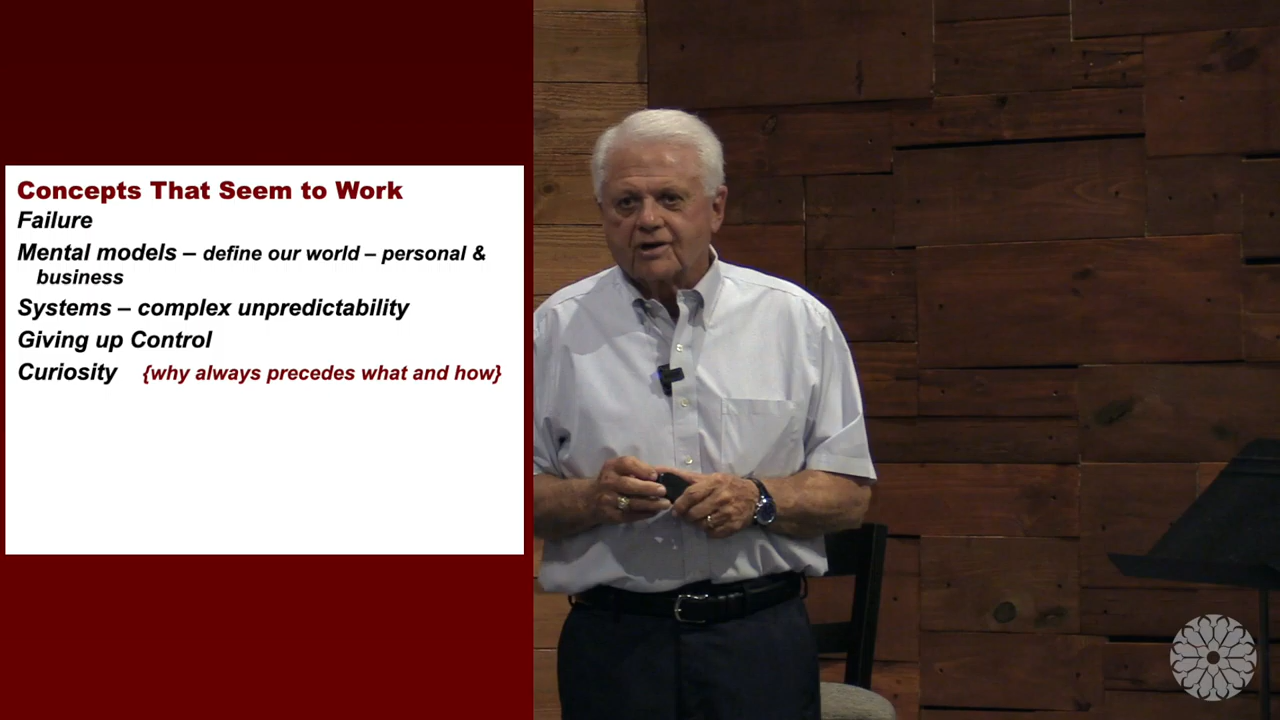 Concepts That Seem to Work
Failure
Mental models – define our world – personal &
business
Systems – complex unpredictability
Giving up Control
Curiosity {why always precedes what and how}